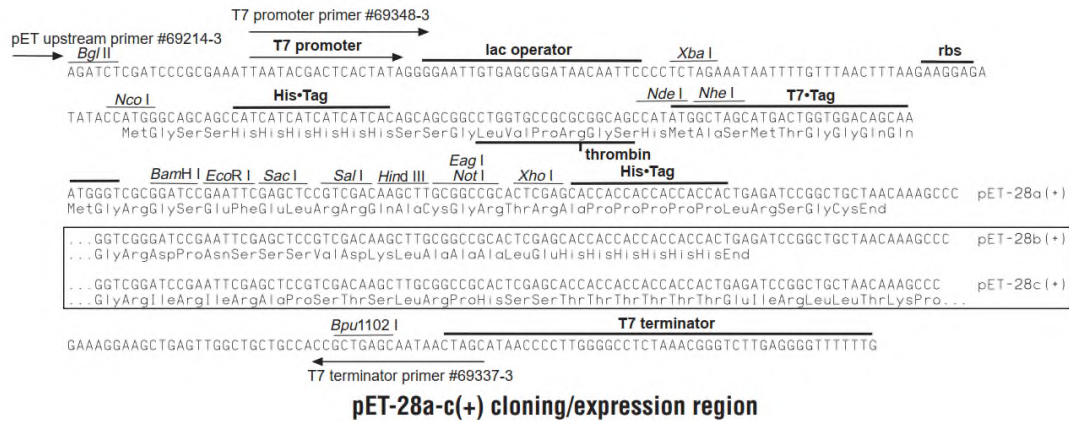 T7 promoter primer #69348-3
pET upstream primer #69214-3
Bgl II
T7 promoter
lac operator
Xba I
rbs
AGATCTCGATCCCGCGAAATTAATACGACTCACTATAGGGGAATTGTGAGCGGATAACAATTCCCCTCTAGAAATAATTTTGTTTAACTTTAAGAAGGAGA
Nco I
His•Tag
Nde I
Nhe I
T7•Tag
TATACCATGGGCAGCAGCCATCATCATCATCATCACAGCAGCGGCCTGGTGCCGCGCGGCAGCCATATGGCTAGCATGACTGGTGGACAGCAA
MetGlySerSerHisHisHisHisHisHisSerSerGlyLeuValProArgGlySerHisMetAlaSerMetThrGlyGlyGlnGln
thrombin
BamH I
EcoR I
Sac I
Sal I
Hind III
Eag I
Not I
Xho I
His•Tag
ATGGGTCGCGGATCCGAATTCGAGCTCCGTCGACAAGCTTGCGGCCGCACTCGAGCACCACCACCACCACCACTGAGATCCGGCTGCTAACAAAGCCC pET-28a(+)
MetGlyArgGlySerGluPheGluLeuArgArgGlnAlaCysGlyArgThrArgAlaProProProProProLeuArgSerGlyCysEnd
...GGTCGGGATCCGAATTCGAGCTCCGTCGACAAGCTTGCGGCCGCACTCGAGCACCACCACCACCACCACTGAGATCCGGCTGCTAACAAAGCCC pET-28b(+)
...GlyArgAspProAsnSerSerSerValAspLysLeuAlaAlaAlaLeuGluHisHisHisHisHisHisEnd
...GGTCGGATCCGAATTCGAGCTCCGTCGACAAGCTTGCGGCCGCACTCGAGCACCACCACCACCACCACTGAGATCCGGCTGCTAACAAAGCCC pET-28c(+)
...GlyArgIleArgIleArgAlaProSerThrSerLeuArgProHisSerSerThrThrThrThrThrThrGluIleArgLeuLeuThrLysPro...
Bpu1102 I
T7 terminator
GAAAGGAAGCTGAGTTGGCTGCTGCCACCGCTGAGCAATAACTAGCATAACCCCTTGGGGCCTCTAAACGGGTCTTGAGGGGTTTTTTG
T7 terminator primer #69337-3
pET-28a-c(+) cloning/expression region